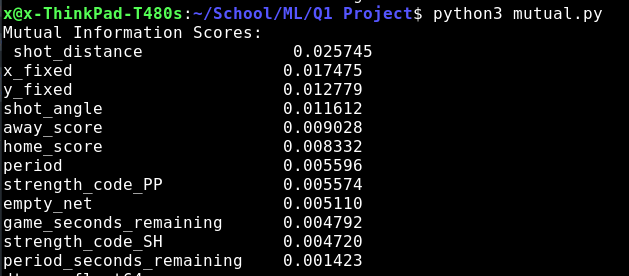 x@x-ThinkPad-T480s:~/School/ML/Q1 Project$ python3 mutual.py
Mutual Information Scores:
shot_distance 0.025745
x_fixed 0.017475
y_fixed 0.012779
shot_angle 0.011612
away_score 0.009028
home_score 0.008332
period 0.005596
strength_code_PP 0.005574
empty_net 0.005110
game_seconds_remaining 0.004792
strength_code_SH 0.004720
period_seconds_remaining 0.001423